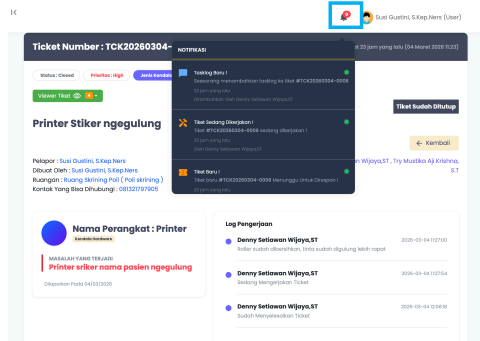 Susi Gustini, S.Kep.Ners (User)
Ticket Number : TCK20260304-
at 23 jam yang lalu (04 Maret 2026 11:23)
NOTIFIKASI
Tasklog Baru !
Seseorang menambahkan tasklog ke tiket #TCK20260304-0006
23 jam yang lalu
Ditambahkan Oleh Denny Setiawan Wijaya,ST
Tiket Sedang Dikerjakan !
Tiket #TCK20260304-0006 sedang dikerjakan !
23 jam yang lalu
Oleh Denny Setiawan Wijaya,ST
Tiket Baru !
Tiket baru #TCK20260304-0006 Menunggu Untuk Direspon !
23 jam yang lalu
Status : Closed
Prioritas : High
Jenis Kendala
Viewer Tiket
Tiket Sudah Ditutup
Printer Stiker ngegulung
← Kembali
Pelapor : Susi Gustini, S.Kep.Ners
Dibuat Oleh : Susi Gustini, S.Kep.Ners
Ruangan : Ruang Skrining Poli ( Poli skrining )
Kontak Yang Bisa Dihubungi : 081321797905
an Wijaya,ST , Try Mustika Aji Krishna,
S.T
Nama Perangkat : Printer
Kendala Hardware
MASALAH YANG TERJADI
Printer sriker nama pasien ngegulung
Dilaporkan Pada 04/03/2026
Log Pengerjaan
Denny Setiawan Wijaya,ST
2026-03-04 11:27:00
Roller sudah dibersihkan, tinta sudah digulung lebih rapat
Denny Setiawan Wijaya,ST
2026-03-04 11:27:54
Sedang Mengerjakan Ticket
Denny Setiawan Wijaya,ST
2026-03-04 12:06:18
Sudah Menyelesaikan Ticket